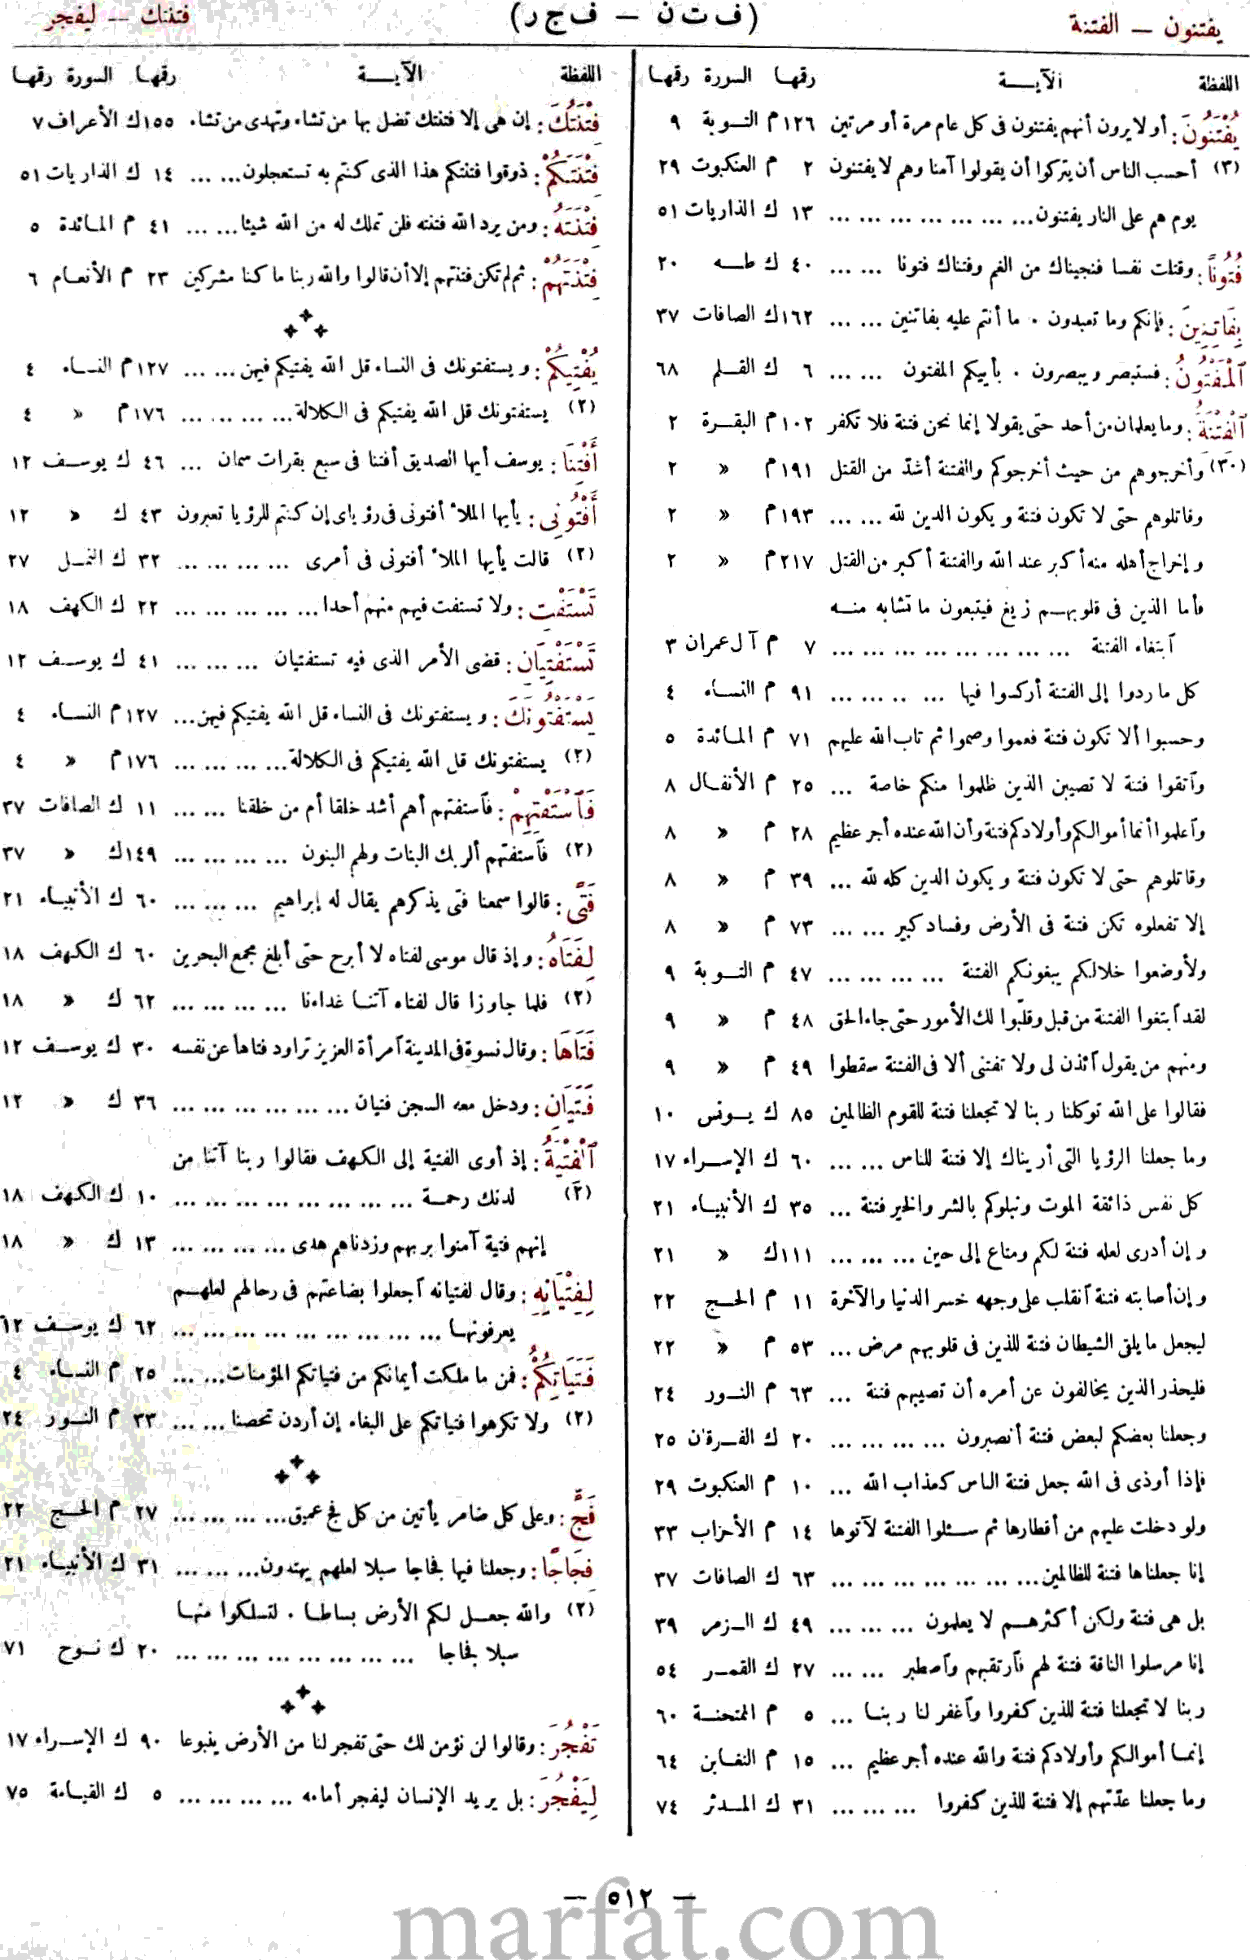 يفتنون – الفتنة
(ف ت ن – ف ج ر)
فتنتك – ليفجر
اللفظة الآيـــة رقمها السورة رقمها
يُفْتَنُونَ: أو لا يرون أنهم يفتنون فى كل عام مرة أو مرتين ١٢٦ م التوبة ٩
(٣) أحسب الناس أن يتركوا أن يقولوا آمنا وهم لا يفتنون ٢ م العنكبوت ٢٩
يوم هم على النار يفتنون... ... ... ... ... ... ١٣ ك الذاريات ٥١
فُتُوناً: وقتلت نفسا فنجيناك من الغم وفتناك فتونا ... ... ٤٠ ك طه ٢٠
بِفَاتِنِينَ: فإنكم وما تعبدون . ما أنتم عليه بفاتنين ... ... ١٦٢ ك الصافات ٣٧
ٱلْمَفْتُونُ: فستبصر ويبصرون . بأييكم المفتون ... ... ٦ ك القلم ٦٨
ٱلْفِتْنَةُ: وما يعلمان من أحد حتى يقولا إنما نحن فتنة فلا تكفر ١٠٢ م البقرة ٢
(٣٠) وأخرجوهم من حيث أخرجوكم والفتنة أشدّ من القتل ١٩١ م » ٢
وقاتلوهم حتى لا تكون فتنة ويكون الدين لله ... ... ١٩٣ م » ٢
وإخراج أهله منه أكبر عند الله والفتنة أكبر من القتل ٢١٧ م » ٢
فأما الذين فى قلوبهم زيغ فيتبعون ما تشابه منه
ٱبتغاء الفتنة ... ... ... ... ... ... ... ... ٧ م آل عمران ٣
كل ما ردوا إلى الفتنة أركسوا فيها ... ... ... ... ٩١ م النساء ٤
وحسبوا ألا تكون فتنة فعموا وصموا ثم تاب الله عليهم ٧١ م المائدة ٥
وٱتقوا فتنة لا تصيبن الذين ظلموا منكم خاصة ... ٢٥ م الأنفال ٨
وٱعلموا أنما أموالكم وأولادكم فتنة وأن الله عنده أجر عظيم ٢٨ م » ٨
وقاتلوهم حتى لا تكون فتنة ويكون الدين كله لله ... ٣٩ م » ٨
إلا تفعلوه تكن فتنة فى الأرض وفساد كبير ... ... ٧٣ م » ٨
ولأوضعوا خلالكم يبغونكم الفتنة ... ... ... ... ٤٧ م التوبة ٩
لقد ٱبتغوا الفتنة من قبل وقلّبوا لك الأمور حتى جاء الحق ٤٨ م » ٩
ومنهم من يقول ٱئذن لى ولا تفتنى ألا فى الفتنة سقطوا ٤٩ م » ٩
فقالوا على الله توكلنا ربنا لا تجعلنا فتنة للقوم الظالمين ٨٥ ك يونس ١٠
وما جعلنا الرؤيا التى أريناك إلا فتنة للناس ... ... ٦٠ ك الإسراء ١٧
كل نفس ذائقة الموت ونبلوكم بالشر والخير فتنة ... ٣٥ ك الأنبياء ٢١
وإن أدرى لعله فتنة لكم ومتاع إلى حين ... ... ... ١١١ ك » ٢١
وإن أصابته فتنة ٱنقلب على وجهه خسر الدنيا والآخرة ١١ م الحج ٢٢
ليجعل ما يلقى الشيطان فتنة للذين فى قلوبهم مرض ... ٥٣ م » ٢٢
فليحذر الذين يخالفون عن أمره أن تصيبهم فتنة ... ٦٣ م النور ٢٤
وجعلنا بعضكم لبعض فتنة أتصبرون ... ... ... ... ٢٠ ك الفرقان ٢٥
فإذا أوذى فى الله جعل فتنة الناس كعذاب الله ... ١٠ م العنكبوت ٢٩
ولو دخلت عليهم من أقطارها ثم سئلوا الفتنة لآتوها ١٤ م الأحزاب ٣٣
إنا جعلناها فتنة للظالمين... ... ... ... ... ... ... ٦٣ ك الصافات ٣٧
بل هى فتنة ولكن أكثرهم لا يعلمون ... ... ... ٤٩ ك الزمر ٣٩
إنا مرسلوا الناقة فتنة لهم فٱرتقبهم وٱصطبر ... ... ٢٧ ك القمر ٥٤
ربنا لا تجعلنا فتنة للذين كفروا وٱغفر لنا ربنا ... ٥ م الممتحنة ٦٠
إنما أموالكم وأولادكم فتنة والله عنده أجر عظيم ... ١٥ م التغابن ٦٤
وما جعلنا عدّتهم إلا فتنة للذين كفروا ... ... ... ٣١ ك المدثر ٧٤
اللفظة الآيـــة رقمها السورة رقمها
فِتْنَتُكَ: إن هى إلا فتنتك تضل بها من تشاء وتهدى من تشاء ١٥٥ ك الأعراف ٧
فِتْنَتَكُمْ: ذوقوا فتنتكم هذا الذى كنتم به تستعجلون... ... ١٤ ك الذاريات ٥١
فِتْنَتَهُ: ومن يرد الله فتنته فلن تملك له من الله شيئا... ... ٤١ م المائدة ٥
فِتْنَتُهُمْ: ثم لم تكن فتنتهم إلا أن قالوا والله ربنا ما كنا مشركين ٢٣ م الأنعام ٦
يُفْتِيكُمْ: ويستفتونك فى النساء قل الله يفتيكم فيهن... ... ١٢٧ م النساء ٤
(٢) يستفتونك قل الله يفتيكم فى الكلالة... ... ... ... ١٧٦ م » ٤
أَفْتِنَا: يوسف أيها الصديق أفتنا فى سبع بقرات سمان ... ٤٦ ك يوسف ١٢
أَفْتُونِى: يأيها الملأ أفتونى فى رؤياى إن كنتم للرؤيا تعبرون ٤٣ ك » ١٢
(٢) قالت يأيها الملأ أفتونى فى أمرى ... ... ... ... ٣٢ ك النمل ٢٧
تَسْتَفْتِ: ولا تستفت فيهم منهم أحدا... ... ... ... ... ٢٢ ك الكهف ١٨
تَسْتَفْتِيَانِ: قضى الأمر الذى فيه تستفتيان ... ... ... ٤١ ك يوسف ١٢
يَسْتَفْتُونَكَ: ويستفتونك فى النساء قل الله يفتيكم فيهن... ١٢٧ م النساء ٤
(٢) يستفتونك قل الله يفتيكم فى الكلالة... ... ... ... ١٧٦ م » ٤
فَٱسْتَفْتِهِمْ: فٱستفتهم أهم أشد خلقا أم من خلقنا ... ... ١١ ك الصافات ٣٧
(٢) فٱستفتهم ألربك البنات ولهم البنون ... ... ... ... ١٤٩ ك » ٣٧
فَتًى: قالوا سمعنا فتى يذكرهم يقال له إبراهيم ... ... ... ٦٠ ك الأنبياء ٢١
لِفَتَاهُ: وإذ قال موسى لفتاه لا أبرح حتى أبلغ مجمع البحرين ٦٠ ك الكهف ١٨
(٢) فلما جاوزا قال لفتاه آتنا غداءنا ... ... ... ... ٦٢ ك » ١٨
فَتَاهَا: وقال نسوة فى المدينة ٱمرأة العزيز تراود فتاها عن نفسه ٣٠ ك يوسف ١٢
فَتَيَانِ: ودخل معه السجن فتيان ... ... ... ... ... ... ٣٦ ك » ١٢
ٱلْفِتْيَةُ: إذ أوى الفتية إلى الكهف فقالوا ربنا آتنا من
(٢) لدنك رحمة ... ... ... ... ... ... ... ... ١٠ ك الكهف ١٨
إنهم فتية آمنوا بربهم وزدناهم هدى ... ... ... ... ١٣ ك » ١٨
لِفِتْيَانِهِ: وقال لفتيانه ٱجعلوا بضاعتهم فى رحالهم لعلهم
يعرفونها ... ... ... ... ... ... ... ... ... ٦٢ ك يوسف ١٢
فَتَيَاتِكُمُ: فمن ما ملكت أيمانكم من فتياتكم المؤمنات... ... ٢٥ م النساء ٤
(٢) ولا تكرهوا فتياتكم على البغاء إن أردن تحصنا ... ... ٣٣ م النور ٢٤
فَجٍّ: وعلى كل ضامر يأتين من كل فج عميق... ... ... ... ٢٧ م الحج ٢٢
فِجَاجًا: وجعلنا فيها فجاجا سبلا لعلهم يهتدون... ... ... ٣١ ك الأنبياء ٢١
(٢) والله جعل لكم الأرض بساطا . لتسلكوا منها
سبلا فجاجا ... ... ... ... ... ... ... ... ٢٠ ك نوح ٧١
تَفْجُرَ: وقالوا لن نؤمن لك حتى تفجر لنا من الأرض ينبوعا ٩٠ ك الإسراء ١٧
لِيَفْجُرَ: بل يريد الإنسان ليفجر أمامه ... ... ... ... ٥ ك القيامة ٧٥
– ٥١٢ –
marfat.com